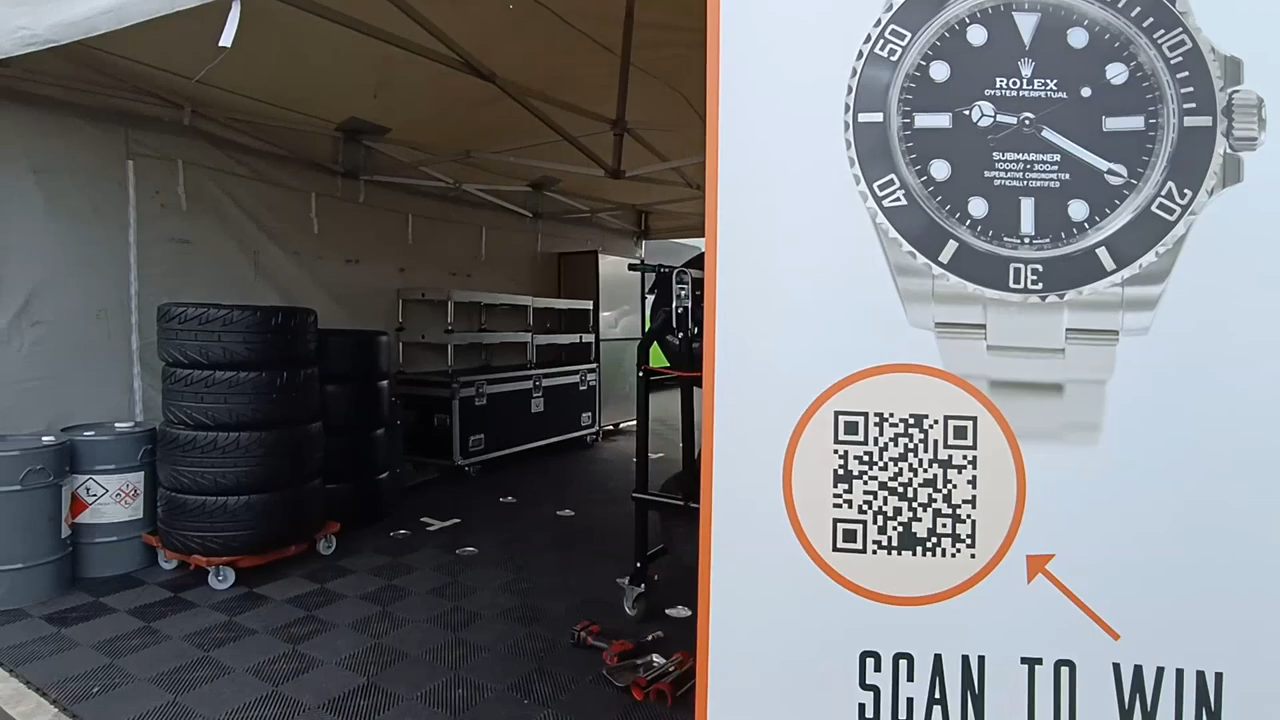 50
10
ROLEX
OYSTER PERPETUAL
SUBMARINER
1000ft = 300m
SUPERLATIVE CHRONOMETER
OFFICIALLY CERTIFIED
40
20
30
SCAN TO WIN